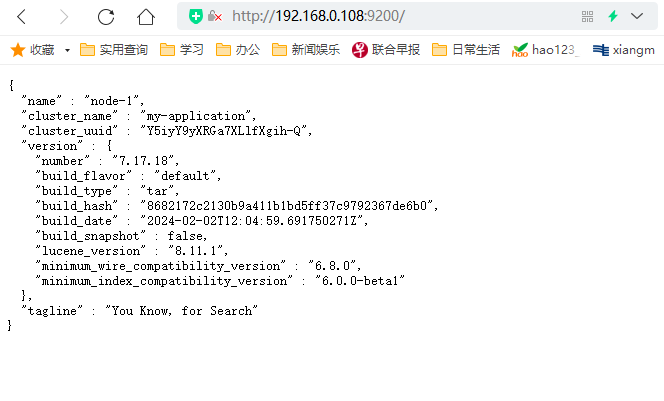 http://192.168.0.108:9200/
收藏 实用查询 学习 办公 新闻娱乐 联合早报 日常生活 hao123_ xiangm
{
"name" : "node-1",
"cluster_name" : "my-application",
"cluster_uuid" : "Y5iyY9yXRGa7XLlfXgih-Q",
"version" : {
"number" : "7.17.18",
"build_flavor" : "default",
"build_type" : "tar",
"build_hash" : "8682172c2130b9a411b1bd5ff37c9792367de6b0",
"build_date" : "2024-02-02T12:04:59.691750271Z",
"build_snapshot" : false,
"lucene_version" : "8.11.1",
"minimum_wire_compatibility_version" : "6.8.0",
"minimum_index_compatibility_version" : "6.0.0-beta1"
},
"tagline" : "You Know, for Search"
}